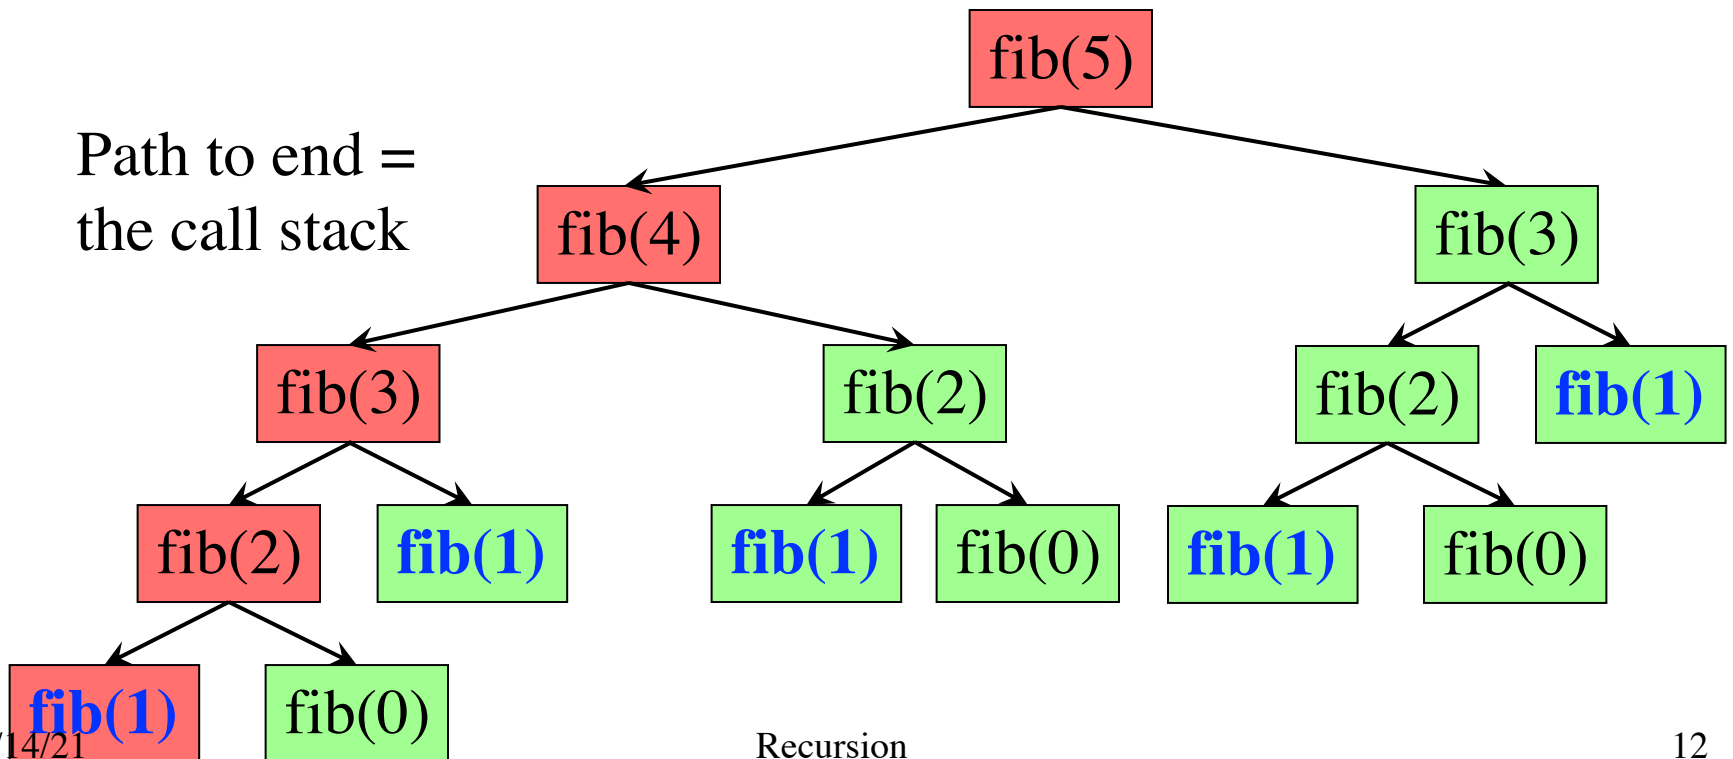 fib(5)
Path to end =
the call stack
fib(4)
fib(3)
fib(3)
fib(2)
fib(2)
fib(1)
fib(2)
fib(1)
fib(1)
fib(0)
fib(1)
fib(0)
fib(1)
fib(0)
/14/21
Recursion
12